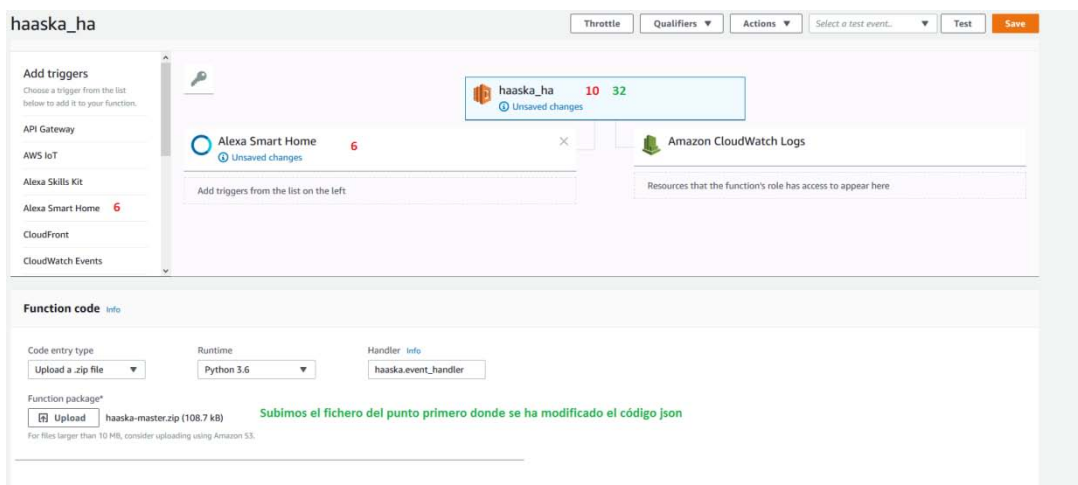 haaska_ha
Throttle
Qualifiers
Actions
Select a test event..
Test
Save
Add triggers
Choose a trigger from the list
below to add it to your function.
API Gateway
AWS IoT
Alexa Skills Kit
Alexa Smart Home 6
CloudFront
CloudWatch Events
haaska_ha 10 32
Unsaved changes
Alexa Smart Home 6
Unsaved changes
Add triggers from the list on the left
Amazon CloudWatch Logs
Resources that the function's role has access to appear here
Function code Info
Code entry type
Upload a .zip file
Runtime
Python 3.6
Handler Info
haaska.event_handler
Function package*
Upload haaska-master.zip (108.7 kB) Subimos el fichero del punto primero donde se ha modificado el código json
For files larger than 10 MB, consider uploading using Amazon S3.